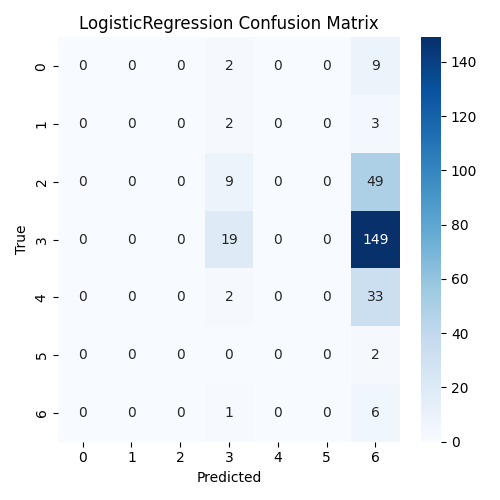 LogisticRegression Confusion Matrix
0 0 0 0 2 0 0 9
1 0 0 0 2 0 0 3
2 0 0 0 9 0 0 49
3 0 0 0 19 0 0 149
4 0 0 0 2 0 0 33
5 0 0 0 0 0 0 2
6 0 0 0 1 0 0 6
0 1 2 3 4 5 6
Predicted
True
140
120
100
80
60
40
20
0